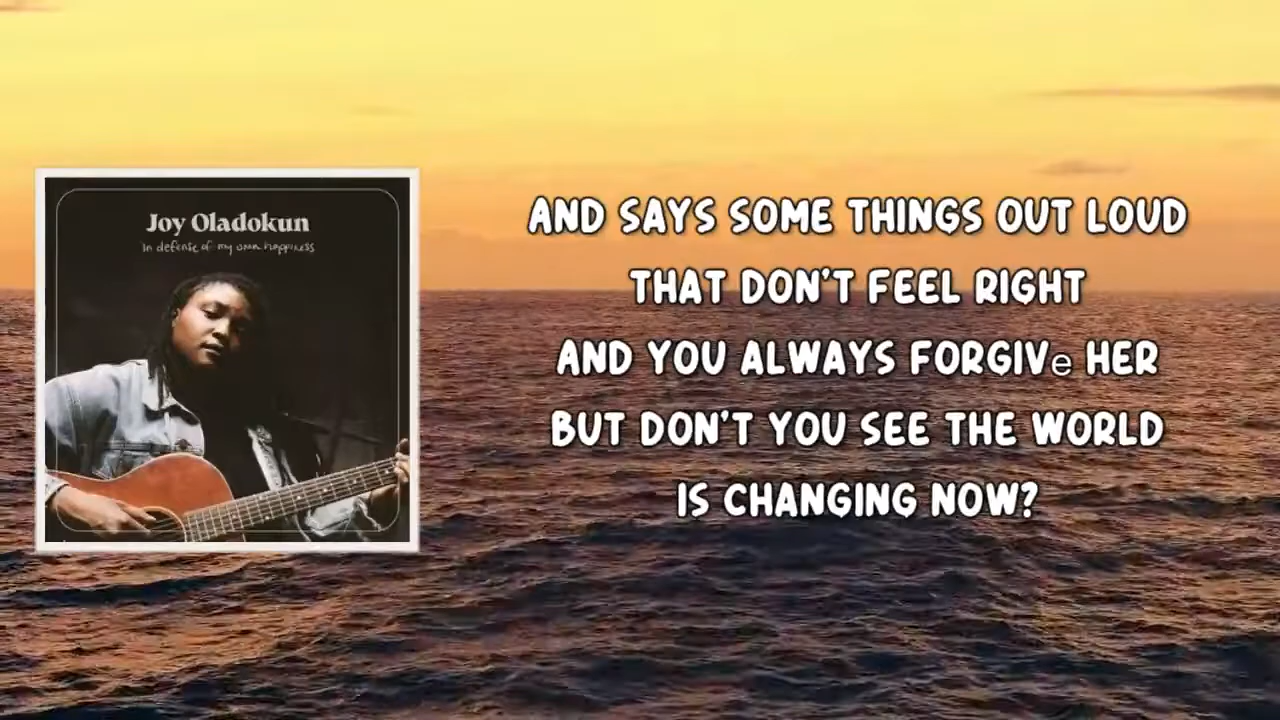 Joy Oladokun
in defense of my own happiness
AND SAYS SOME THINGS OUT LOUD
THAT DON'T FEEL RIGHT
AND YOU ALWAYS FORGIVe HER
BUT DON'T YOU SEE THE WORLD
IS CHANGING NOW?